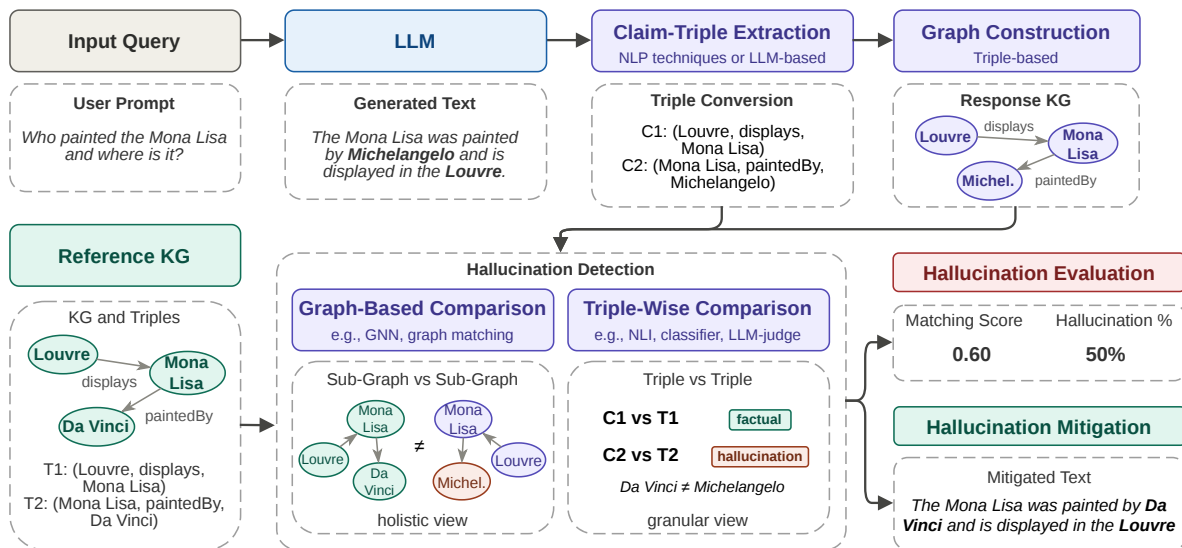 Input Query
LLM
Claim-Triple Extraction
NLP techniques or LLM-based
Graph Construction
Triple-based
User Prompt
Who painted the Mona Lisa
and where is it?
Generated Text
The Mona Lisa was painted
by Michelangelo and is
displayed in the Louvre.
Triple Conversion
C1: (Louvre, displays,
Mona Lisa)
C2: (Mona Lisa, paintedBy,
Michelangelo)
Response KG
Louvre
displays
Mona
Lisa
Michel.
paintedBy
Reference KG
KG and Triples
Louvre
displays
Mona
Lisa
paintedBy
Da Vinci
T1: (Louvre, displays,
Mona Lisa)
T2: (Mona Lisa, paintedBy,
Da Vinci)
Hallucination Detection
Graph-Based Comparison
e.g., GNN, graph matching
Sub-Graph vs Sub-Graph
Mona
Lisa
Louvre
Da
Vinci
≠
Mona
Lisa
Louvre
Michel.
holistic view
Triple-Wise Comparison
e.g., NLI, classifier, LLM-judge
Triple vs Triple
C1 vs T1 factual
C2 vs T2 hallucination
Da Vinci ≠ Michelangelo
granular view
Hallucination Evaluation
Matching Score Hallucination %
0.60 50%
Hallucination Mitigation
Mitigated Text
The Mona Lisa was painted by Da
Vinci and is displayed in the Louvre